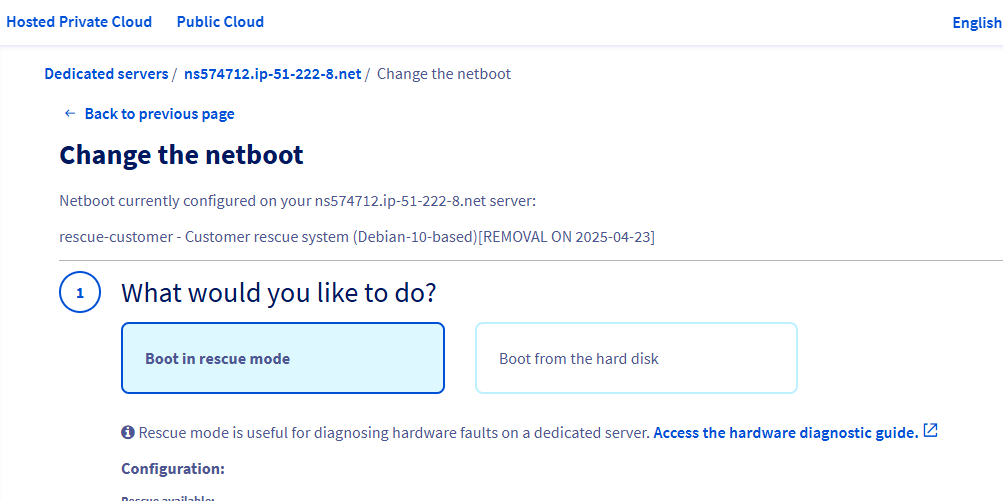 Hosted Private Cloud Public Cloud English
Dedicated servers / ns574712.ip-51-222-8.net / Change the netboot
← Back to previous page
Change the netboot
Netboot currently configured on your ns574712.ip-51-222-8.net server:
rescue-customer - Customer rescue system (Debian-10-based)[REMOVAL ON 2025-04-23]
1 What would you like to do?
Boot in rescue mode Boot from the hard disk
Rescue mode is useful for diagnosing hardware faults on a dedicated server. Access the hardware diagnostic guide.
Configuration:
Rescue available: